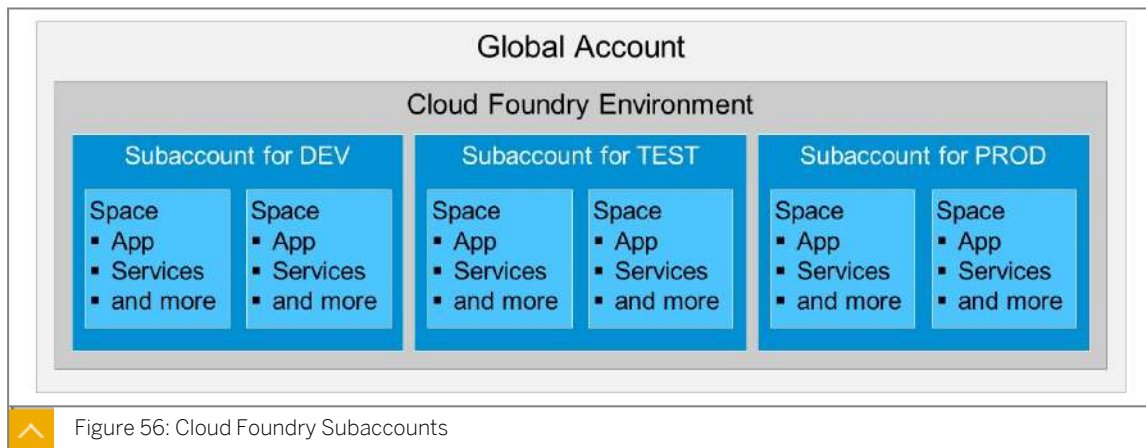 Global Account
Cloud Foundry Environment
Subaccount for DEV
Space
▪ App
▪ Services
▪ and more
Space
▪ App
▪ Services
▪ and more
Subaccount for TEST
Space
▪ App
▪ Services
▪ and more
Space
▪ App
▪ Services
▪ and more
Subaccount for PROD
Space
▪ App
▪ Services
▪ and more
Space
▪ App
▪ Services
▪ and more
Figure 56: Cloud Foundry Subaccounts